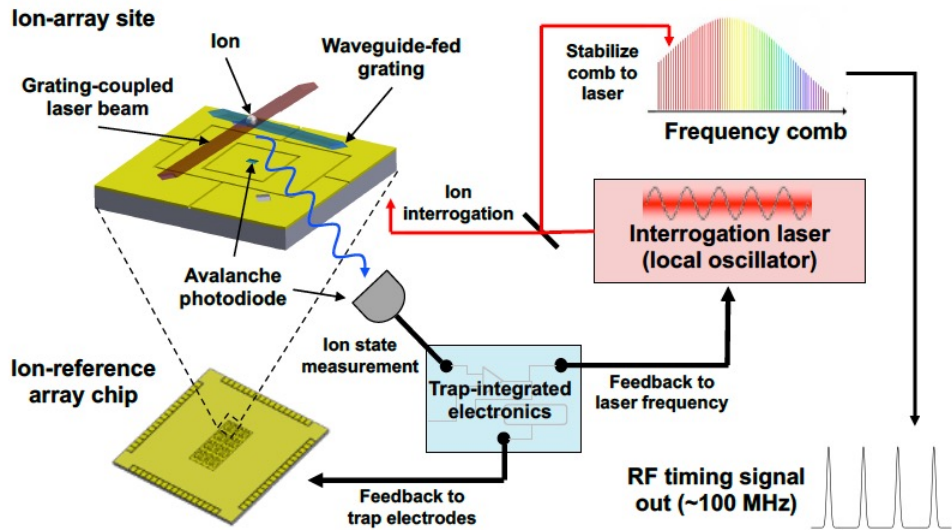 Ion-array site
Ion
Waveguide-fed
grating
Grating-coupled
laser beam
Stabilize
comb to
laser
Frequency comb
Ion
interrogation
Interrogation laser
(local oscillator)
Avalanche
photodiode
Ion state
measurement
Ion-reference
array chip
Trap-integrated
electronics
Feedback to
laser frequency
Feedback to
trap electrodes
RF timing signal
out (~100 MHz)